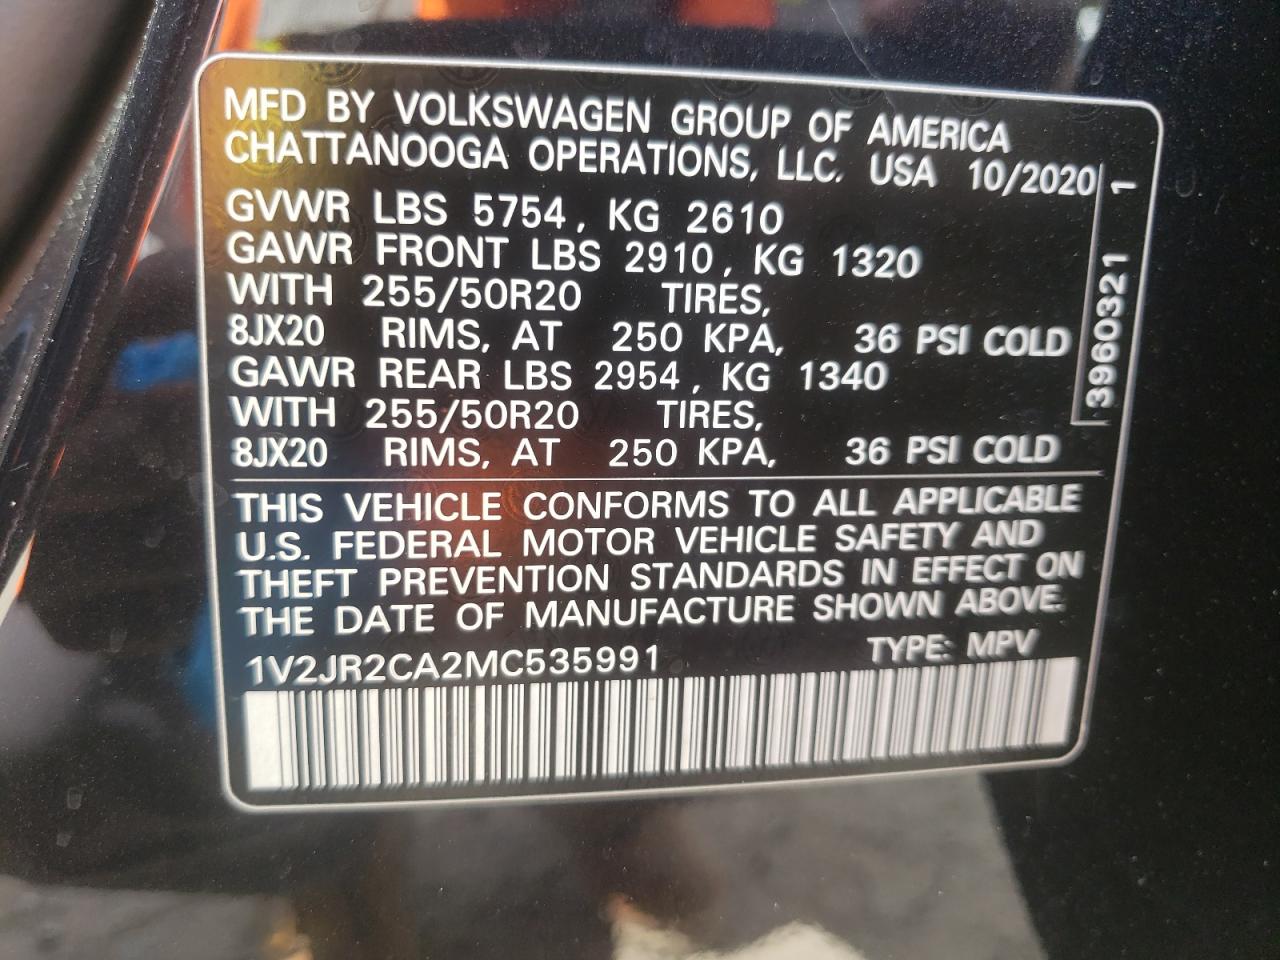 MFD BY VOLKSWAGEN GROUP OF AMERICA
CHATTANOOGA OPERATIONS, LLC. USA 10/2020
GVWR LBS 5754, KG 2610
GAWR FRONT LBS 2910, KG 1320
WITH 255/50R20 TIRES,
8JX20 RIMS, AT 250 KPA, 36 PSI COLD
GAWR REAR LBS 2954, KG 1340
WITH 255/50R20 TIRES,
8JX20 RIMS, AT 250 KPA, 36 PSI COLD
3960321 1
THIS VEHICLE CONFORMS TO ALL APPLICABLE
U.S. FEDERAL MOTOR VEHICLE SAFETY AND
THEFT PREVENTION STANDARDS IN EFFECT ON
THE DATE OF MANUFACTURE SHOWN ABOVE.
1V2JR2CA2MC535991 TYPE: MPV